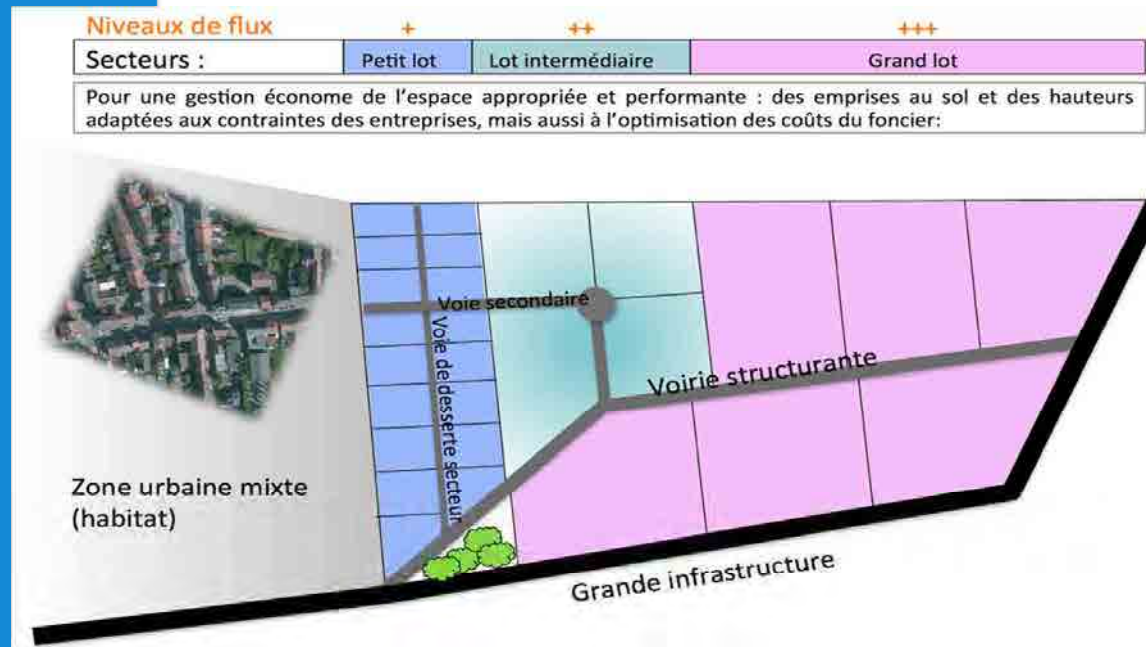 Niveaux de flux + ++ +++
Secteurs : Petit lot Lot intermédiaire Grand lot
Pour une gestion économe de l'espace appropriée et performante : des emprises au sol et des hauteurs
adaptées aux contraintes des entreprises, mais aussi à l'optimisation des coûts du foncier:
Voie secondaire
Voie de desserte secteur
Voirie structurante
Zone urbaine mixte
(habitat)
Grande infrastructure